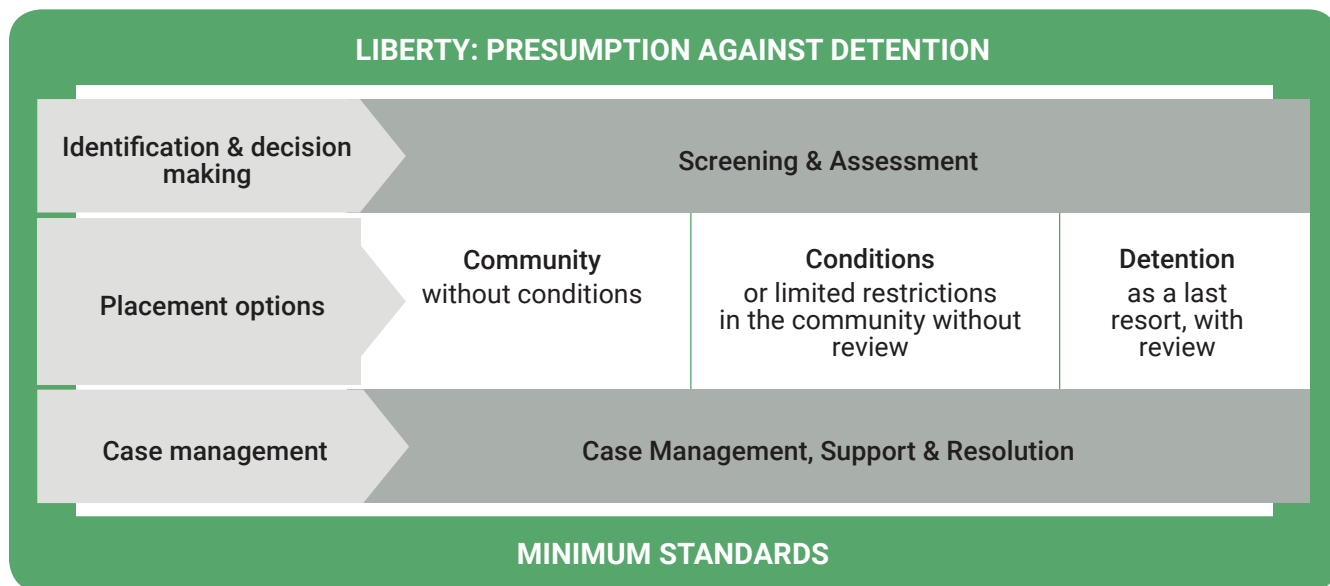 LIBERTY: PRESUMPTION AGAINST DETENTION
Identification & decision
making
Screening & Assessment
Placement options
Community
without conditions
Conditions
or limited restrictions
in the community without
review
Detention
as a last
resort, with
review
Case management
Case Management, Support & Resolution
MINIMUM STANDARDS